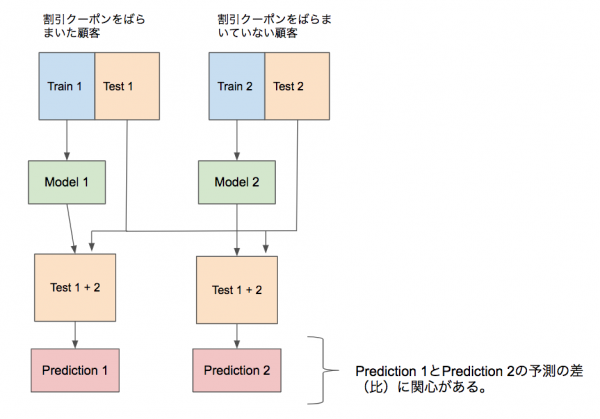 割引クーポンをばら
まいた顧客
割引クーポンをばらま
いていない顧客
Train 1
Test 1
Train 2
Test 2
Model 1
Model 2
Test 1 + 2
Test 1 + 2
Prediction 1
Prediction 2
Prediction 1とPrediction 2の予測の差
（比）に関心がある。